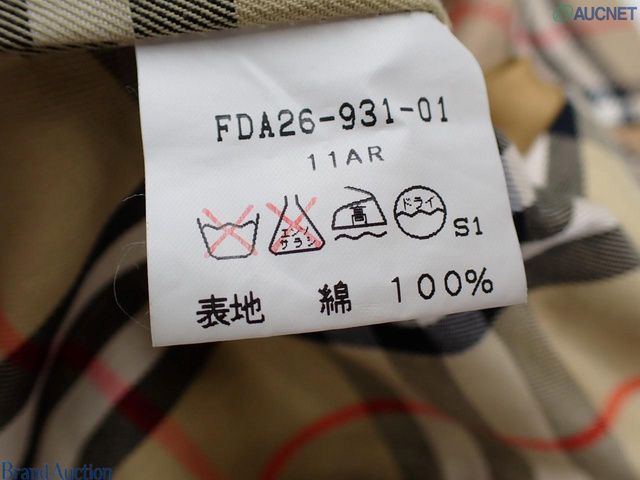 AUCNET
FDA26-931-01
11AR
エンソ
サラシ
高
ドライ
S1
表地 綿 100%
Brand Auction